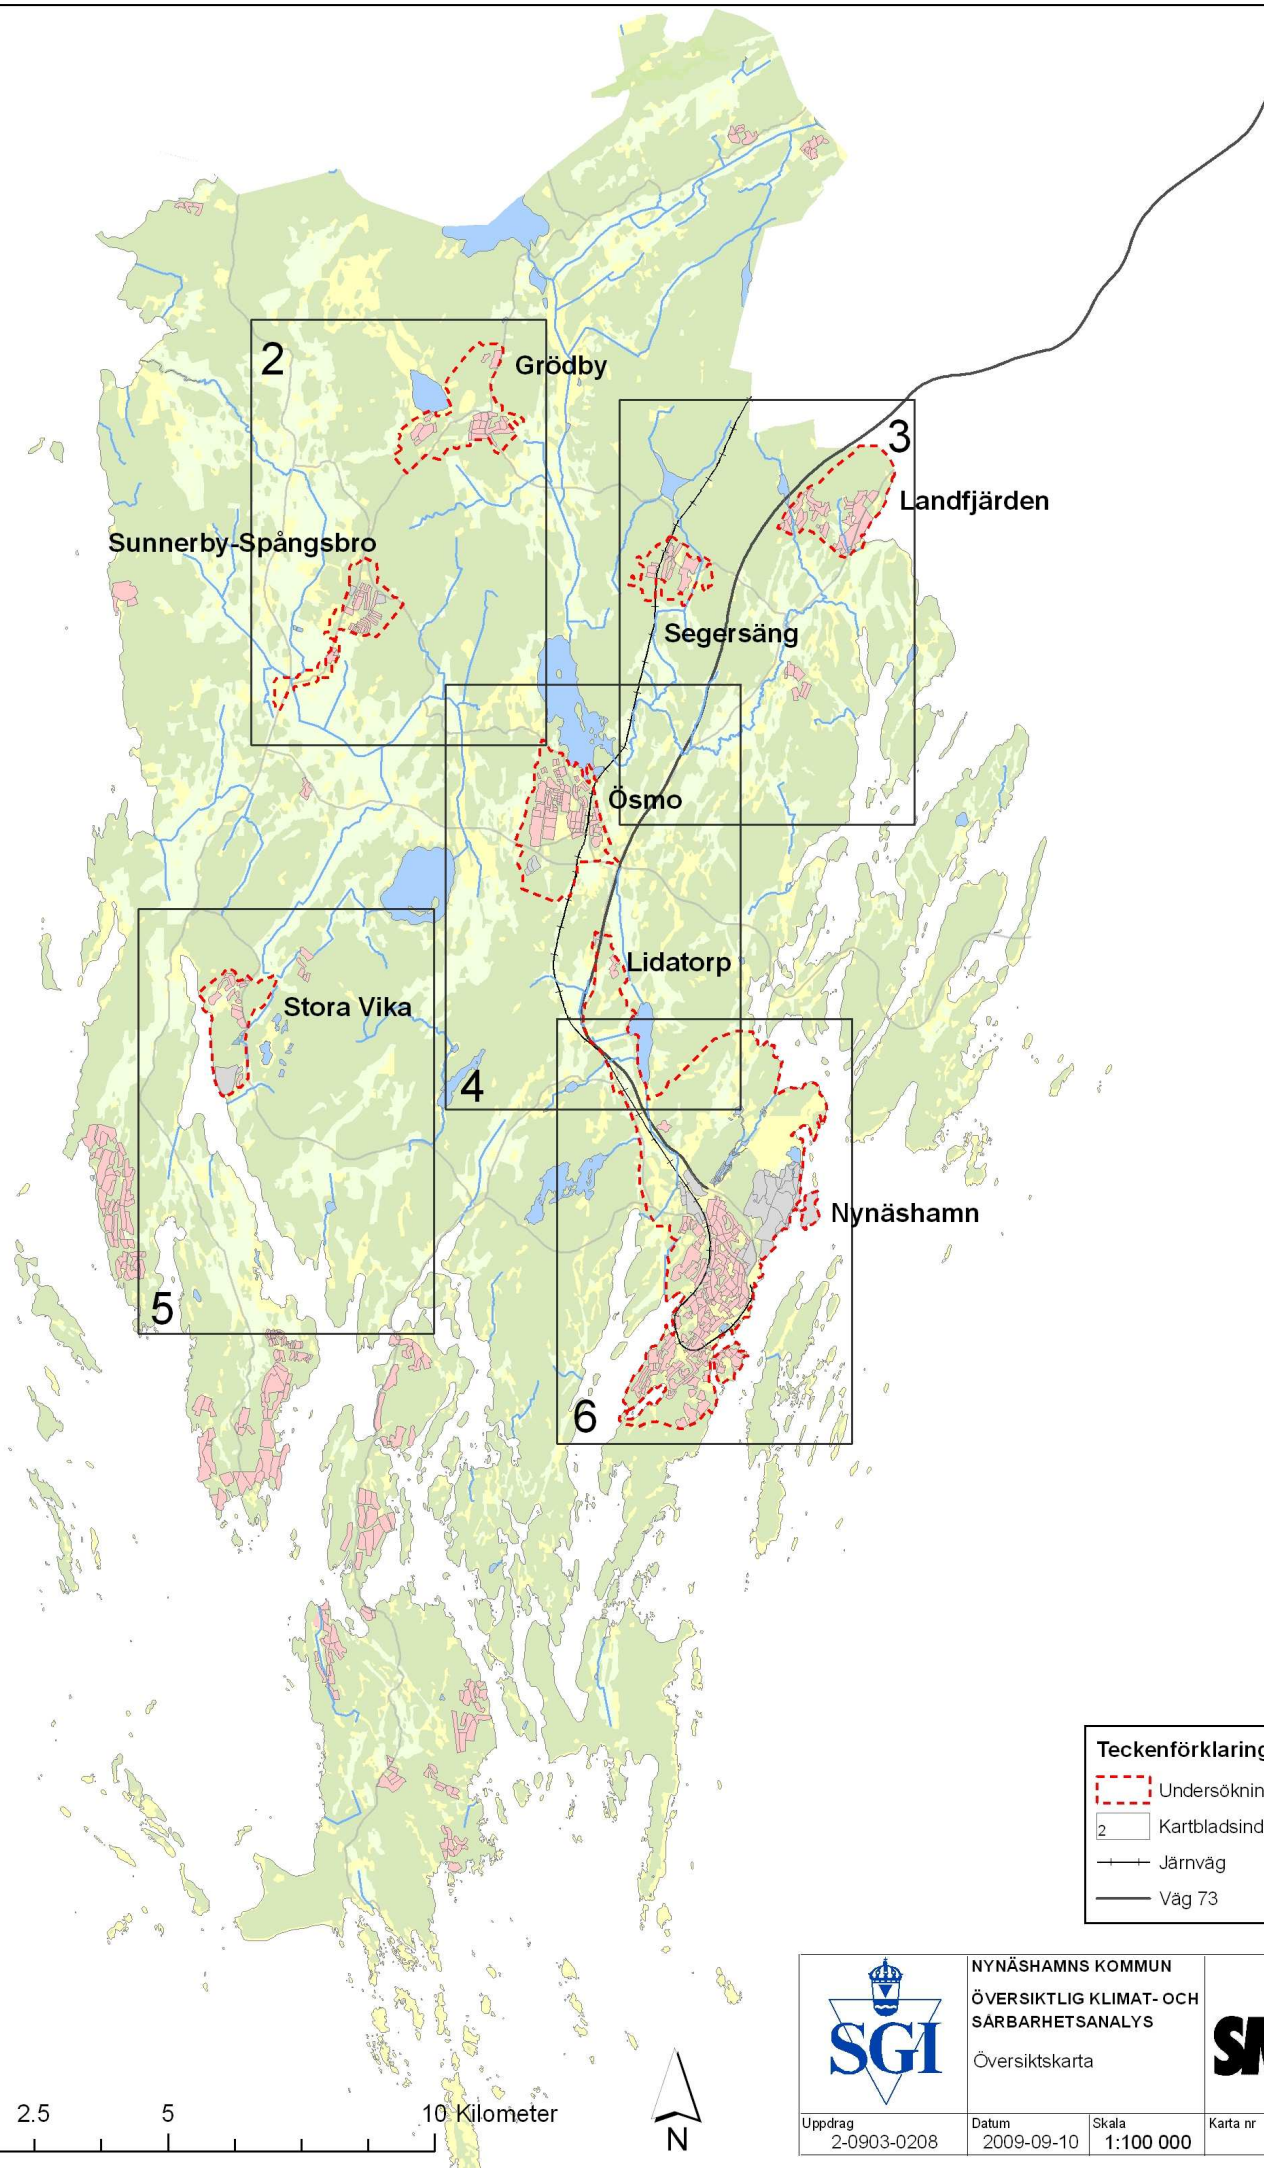 2
Grödby
3
Landfjärden
Sunnerby-Spångsbro
Segersäng
Ösmo
Lidatorp
Stora Vika
4
Nynäshamn
5
6
Teckenförklaring
Undersöknin
2
Kartbladsind
Järnväg
Väg 73
NYNÄSHAMNS KOMMUN
ÖVERSIKTLIG KLIMAT- OCH
SÅRBARHETSANALYS
Översiktskarta
SGI
2.5 5 10 Kilometer
N
Uppdrag
2-0903-0208
Datum
2009-09-10
Skala
1:100 000
Karta nr